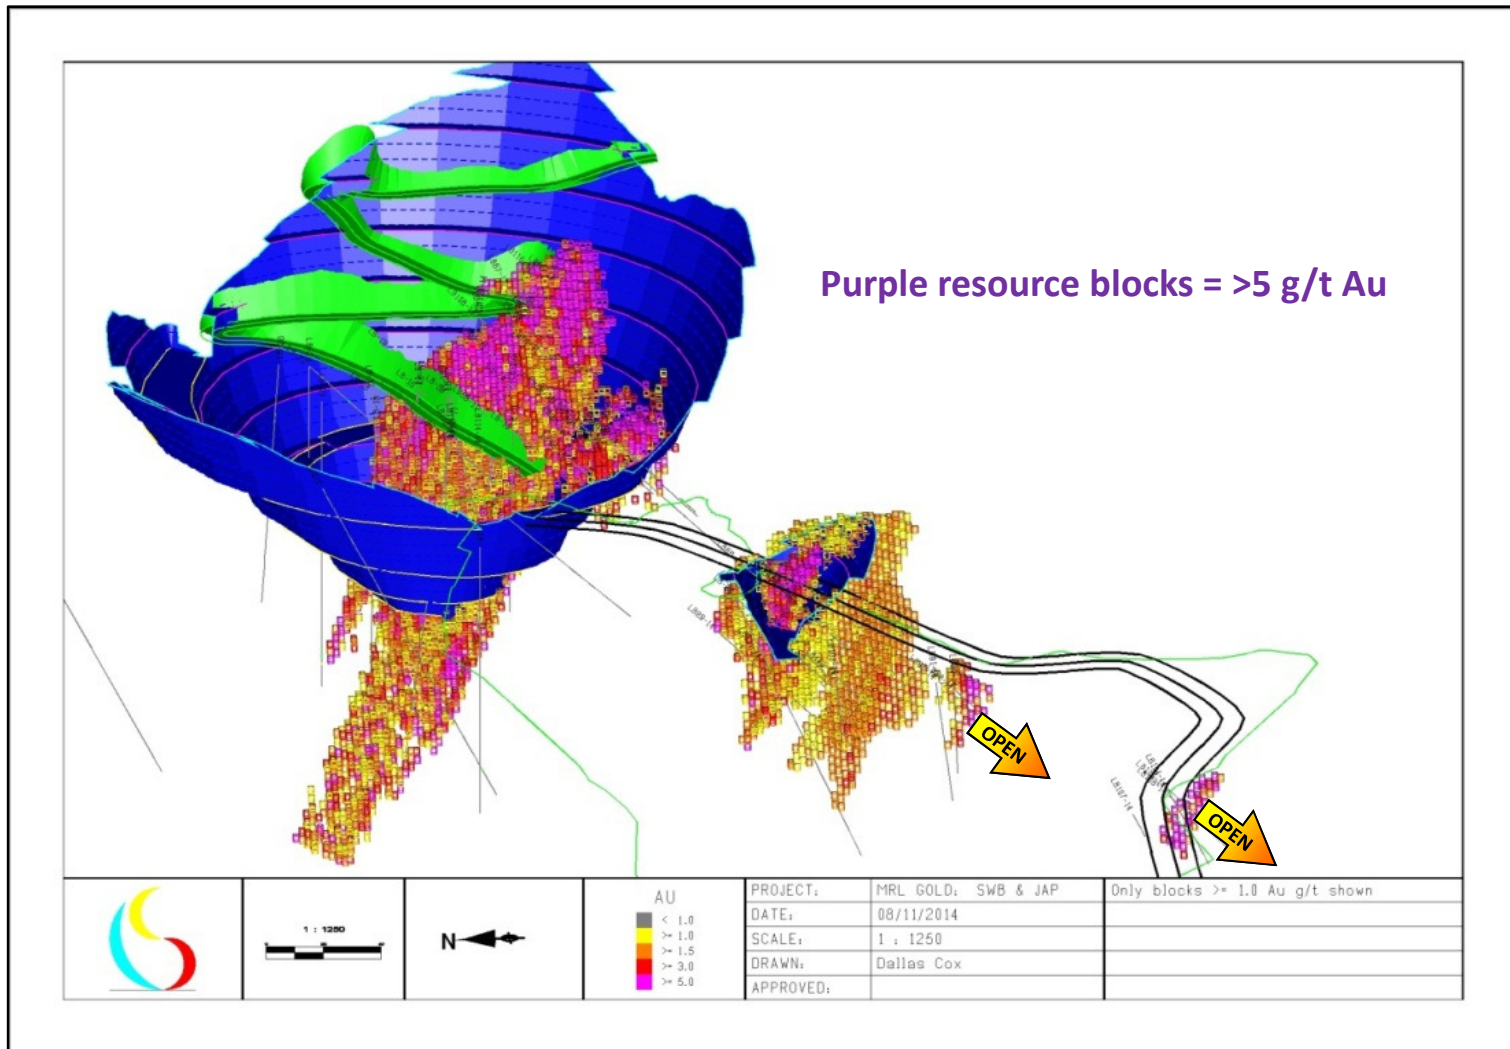 Purple resource blocks = >5 g/t Au
OPEN
OPEN
LB107-14
1 : 1250
N
AU
< 1.0
>= 1.0
>= 1.5
>= 3.0
>= 5.0
PROJECT: MRL GOLD: SWB & JAP
DATE: 08/11/2014
SCALE: 1 : 1250
DRAWN: Dallas Cox
APPROVED:
Only blocks >= 1.0 Au g/t shown